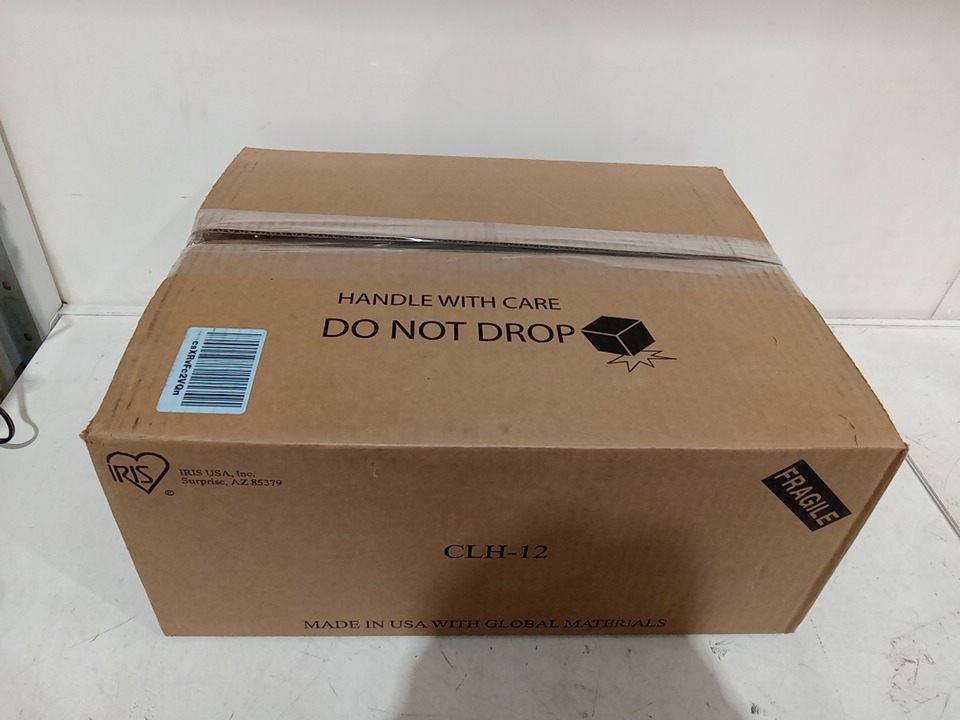 HANDLE WITH CARE
DO NOT DROP
csXRvFc2VQn
IRIS
®
IRIS USA, Inc.
Surprise, AZ 85379
FRAGILE
CLH-12
MADE IN USA WITH GLOBAL MATERIALS